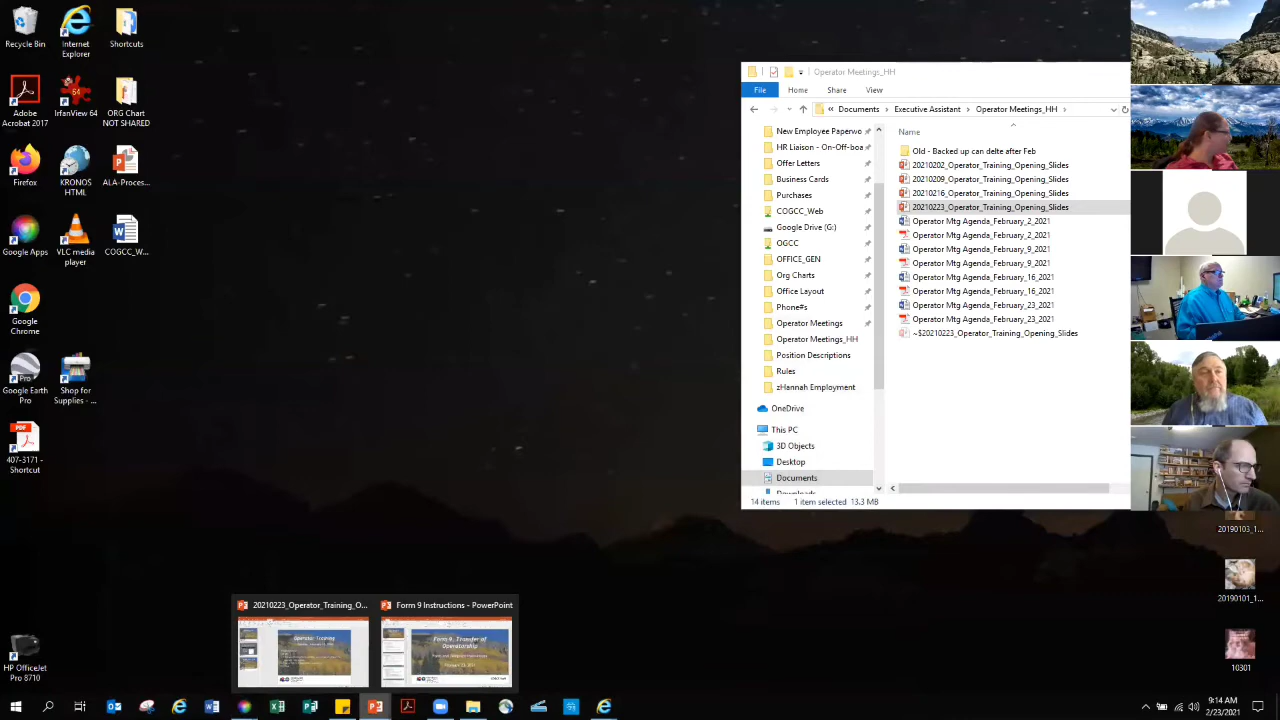 Recycle Bin
Internet Explorer
Shortcuts
Adobe Acrobat 2017
64
IrfanView 64
ORG Chart NOT SHARED
Firefox
KRONOS HTML
ALA-Proces...
Google Apps
VLC media player
COGCC_W...
Google Chrome
Pro
Google Earth Pro
Shop for Supplies - ...
PDF
407-3171 - Shortcut
HP OfficeJet Pro 8710
Operator Meetings_HH
File Home Share View
« Documents > Executive Assistant > Operator Meetings_HH >
New Employee Paperwo
HR Liaison - On-Off-boa
Offer Letters
Business Cards
Purchases
COGCC_Web
Google Drive (G:)
OGCC
OFFICE_GEN
Org Charts
Office Layout
Phone#s
Operator Meetings
Operator Meetings_HH
Position Descriptions
Rules
zHannah Employment
OneDrive
This PC
3D Objects
Desktop
Documents
Downloads
Name
Old - Backed up can delte after Feb
20210202_Operator_Training_Opening_Slides
20210209_Operator_Training_Opening_Slides
20210216_Operator_Training_Opening_Slides
20210223_Operator_Training_Opening_Slides
Operator Mtg Agenda_February_2_2021
Operator Mtg Agenda_February_2_2021
Operator Mtg Agenda_February_9_2021
Operator Mtg Agenda_February_9_2021
Operator Mtg Agenda_February_16_2021
Operator Mtg Agenda_February_16_2021
Operator Mtg Agenda_February_23_2021
Operator Mtg Agenda_February_23_2021
~$20210223_Operator_Training_Opening_Slides
14 items 1 item selected 13.3 MB
20190103_1...
20190101_1...
10301
20210223_Operator_Training_O...
Operator Training
Form 9 Instructions - PowerPoint
Form 9, Transfer of
Operatorship
February 23, 2021
9:14 AM
2/23/2021